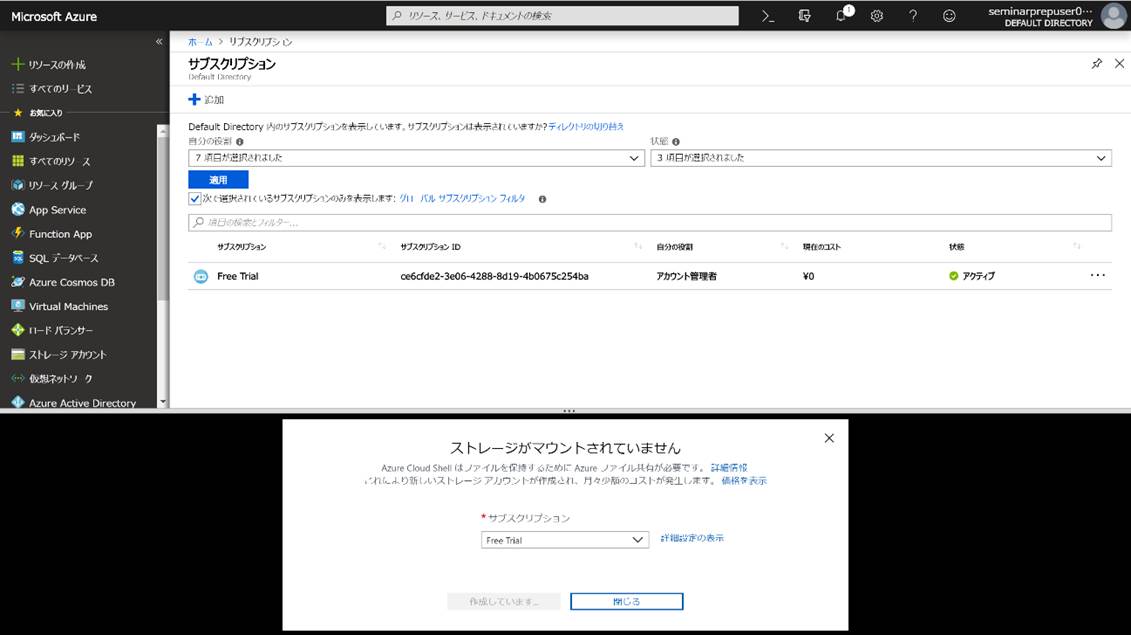 Microsoft Azure
リソース、サービス、ドキュメントの検索
1
seminarprepuser0...
DEFAULT DIRECTORY
«
リソースの作成
すべてのサービス
お気に入り
ダッシュボード
すべてのリソース
リソース グループ
App Service
Function App
SQL データベース
Azure Cosmos DB
Virtual Machines
ロード バランサー
ストレージ アカウント
仮想ネットワーク
Azure Active Directory
ホーム > サブスクリプション
サブスクリプション
Default Directory
追加
Default Directory 内のサブスクリプションを表示しています。サブスクリプションは表示されていますか? ディレクトリの切り替え
自分の役割
状態
7 項目が選択されました
3 項目が選択されました
適用
次で選択されているサブスクリプションのみを表示します: グローバル サブスクリプション フィルタ
項目の検索とフィルター...
サブスクリプション サブスクリプション ID 自分の役割 現在のコスト 状態
Free Trial ce6cfde2-3e06-4288-8d19-4b0675c254ba アカウント管理者 ¥0 アクティブ
ストレージがマウントされていません
Azure Cloud Shell はファイルを保持するために Azure ファイル共有が必要です。 詳細情報
これにより新しいストレージ アカウントが作成され、月々少額のコストが発生します。 価格を表示
* サブスクリプション
Free Trial
詳細設定の表示
作成しています...
閉じる